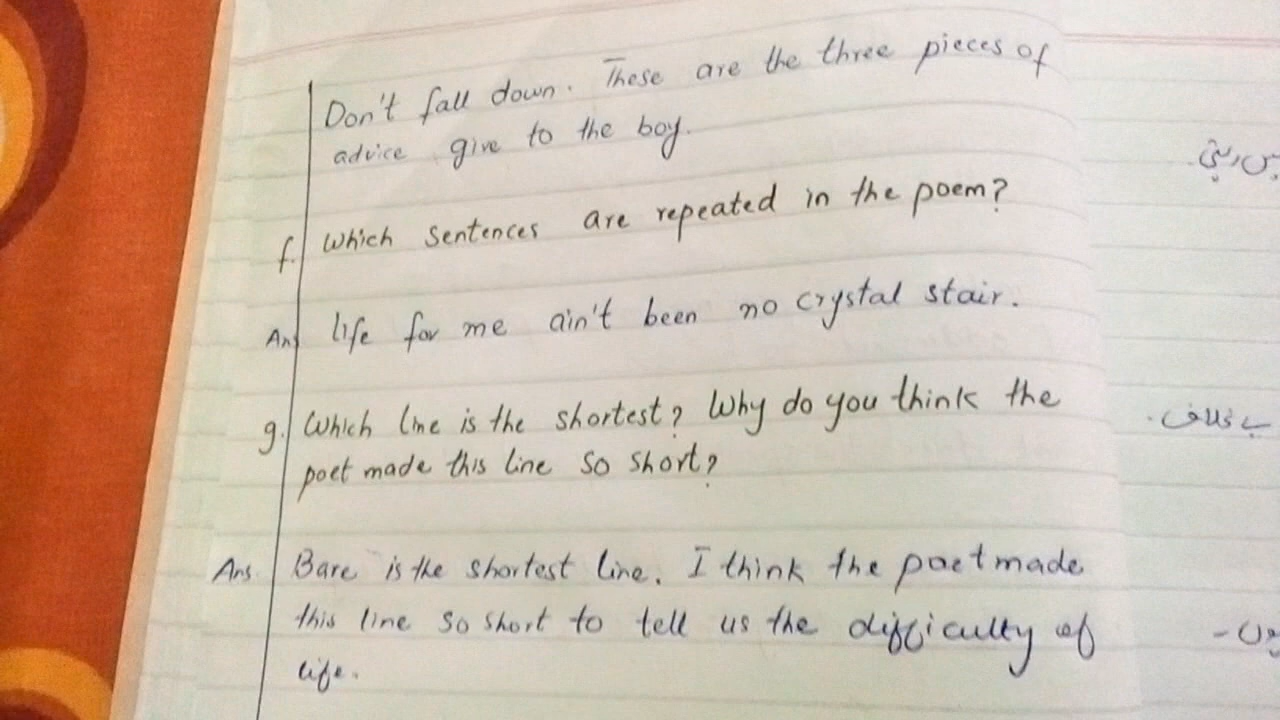 Don't fall down. These are the three pieces of
advice give to the boy.
f. Which sentences are repeated in the poem?
Ans life for me ain't been no crystal stair.
g. Which line is the shortest? Why do you think the
poet made this line so short?
Ans. Bare is the shortest line. I think the poet made
this line so short to tell us the difficulty of
life.